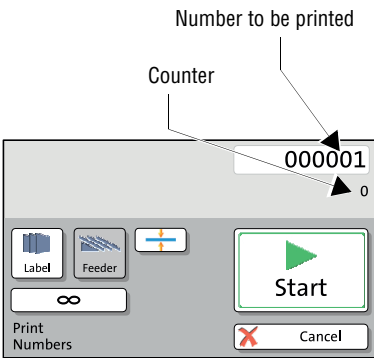 Number to be printed
Counter
000001
0
Label
Feeder
∞
Start
Print
Numbers
Cancel